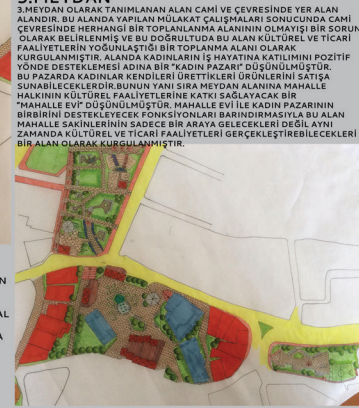 3.MEYDAN
3.MEYDAN OLARAK TANIMLANAN ALAN CAMİ VE ÇEVRESİNDE YER ALAN
ALANDIR. BU ALANDA YAPILAN MÜLAKAT ÇALIŞMALARI SONUCUNDA CAMİ
ÇEVRESİNDE HERHANGİ BİR TOPLANLAMA ALANININ OLMAYIŞI BİR SORUN
OLARAK BELİRLENMİŞ VE BU DOĞRULTUDA BU ALAN KÜLTÜREL VE TİCARİ
FAALİYETLERİN YOĞUNLAŞTIĞI BİR TOPLANMA ALANI OLARAK
KURGULANMIŞTIR. ALANDA KADINLARIN İŞ HAYATINA KATILIMINI POZİTİF
YÖNDE DESTEKLEMESİ ADINA BİR "KADIN PAZARI" DÜŞÜNÜLMÜŞTÜR.
BU PAZARDA KADINLAR KENDİLERİ ÜRETTİKLERİ ÜRÜNLERİNİ SATIŞA
SUNABİLECEKLERDİR.BUNUN YANI SIRA MEYDAN ALANINA MAHALLE
HALKININ KÜLTÜREL FAALİYETLERİNE KATKI SAĞLAYACAK BİR
"MAHALLE EVİ" DÜŞÜNÜLMÜŞTÜR. MAHALLE EVİ İLE KADIN PAZARININ
BİRBİRİNİ DESTEKLEYECEK FONKSİYONLARI BARINDIRMASIYLA BU ALAN
MAHALLE SAKİNLERİNİN SADECE BİR ARAYA GELECEKLERİ DEĞİL AYNI
ZAMANDA KÜLTÜREL VE TİCARİ FAALİYETLERİ GERÇEKLEŞTİREBİLECEKLERİ
BİR ALAN OLARAK KURGULANMIŞTIR.
N
AL
A